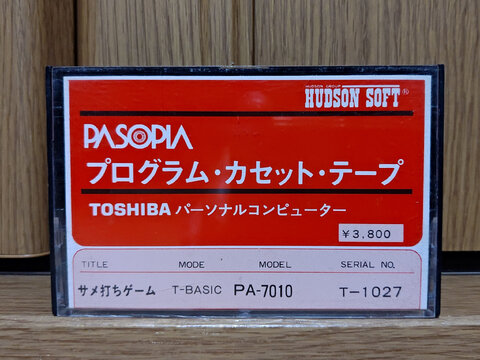 HUDSON GROUP
HUDSON SOFT®
PASOPIA
プログラム・カセット・テープ
TOSHIBA パーソナルコンピューター
¥3,800
TITLE MODE MODEL SERIAL NO.
サメ打ちゲーム T-BASIC PA-7010 T-1027